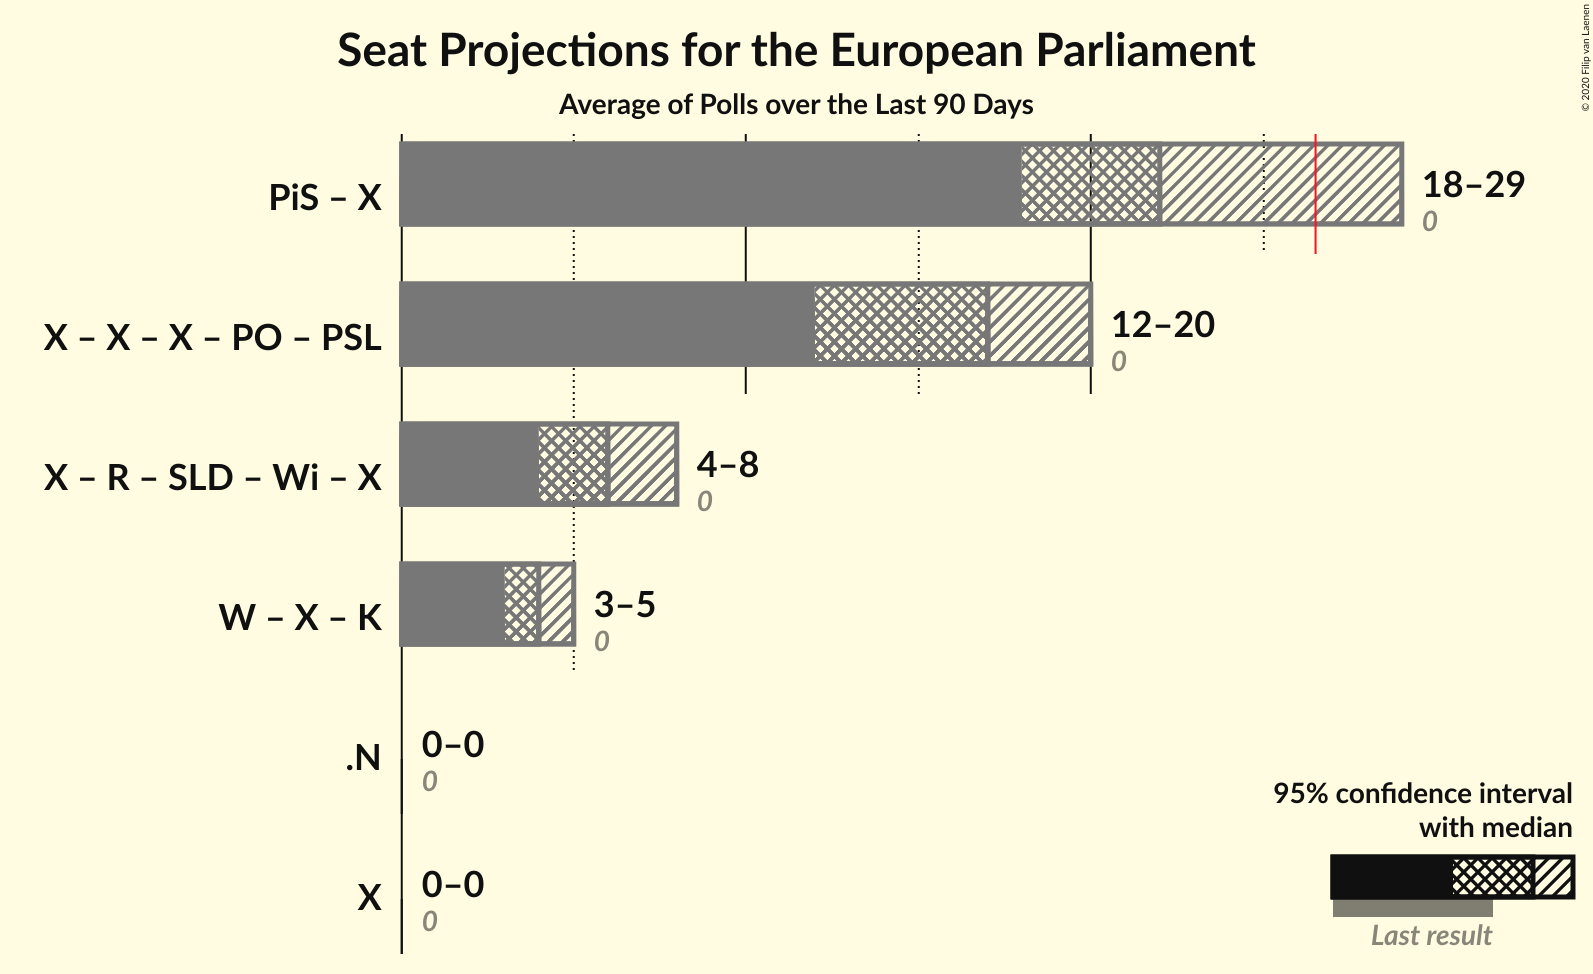 Seat Projections for the European Parliament
Average of Polls over the Last 90 Days
© 2020 Filip van Laenen
PiS – X
18–29
0
X – X – X – PO – PSL
12–20
0
X – R – SLD – Wi – X
4–8
0
W – X – K
3–5
0
.N
0–0
0
X
0–0
0
95% confidence interval
with median
Last result